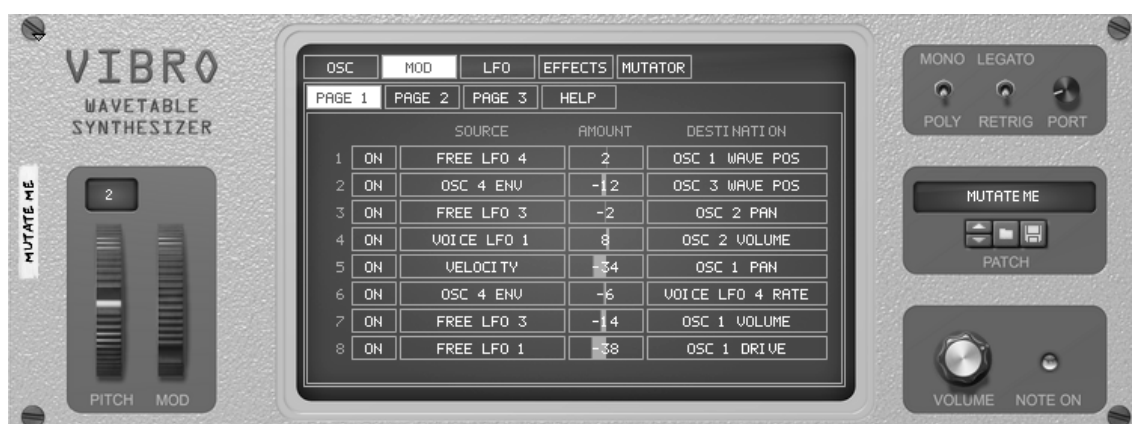 VIBRO
WAVETABLE
SYNTHESIZER
MUTATE ME
2
PITCH MOD
OSC MOD LFO EFFECTS MUTATOR
PAGE 1 PAGE 2 PAGE 3 HELP
SOURCE AMOUNT DESTINATION
1 ON FREE LFO 4 2 OSC 1 WAVE POS
2 ON OSC 4 ENV -12 OSC 3 WAVE POS
3 ON FREE LFO 3 -2 OSC 2 PAN
4 ON VOICE LFO 1 8 OSC 2 VOLUME
5 ON VELOCITY -34 OSC 1 PAN
6 ON OSC 4 ENV -6 VOICE LFO 4 RATE
7 ON FREE LFO 3 -14 OSC 1 VOLUME
8 ON FREE LFO 1 -38 OSC 1 DRIVE
MONO LEGATO
POLY RETRIG PORT
MUTATE ME
PATCH
VOLUME NOTE ON